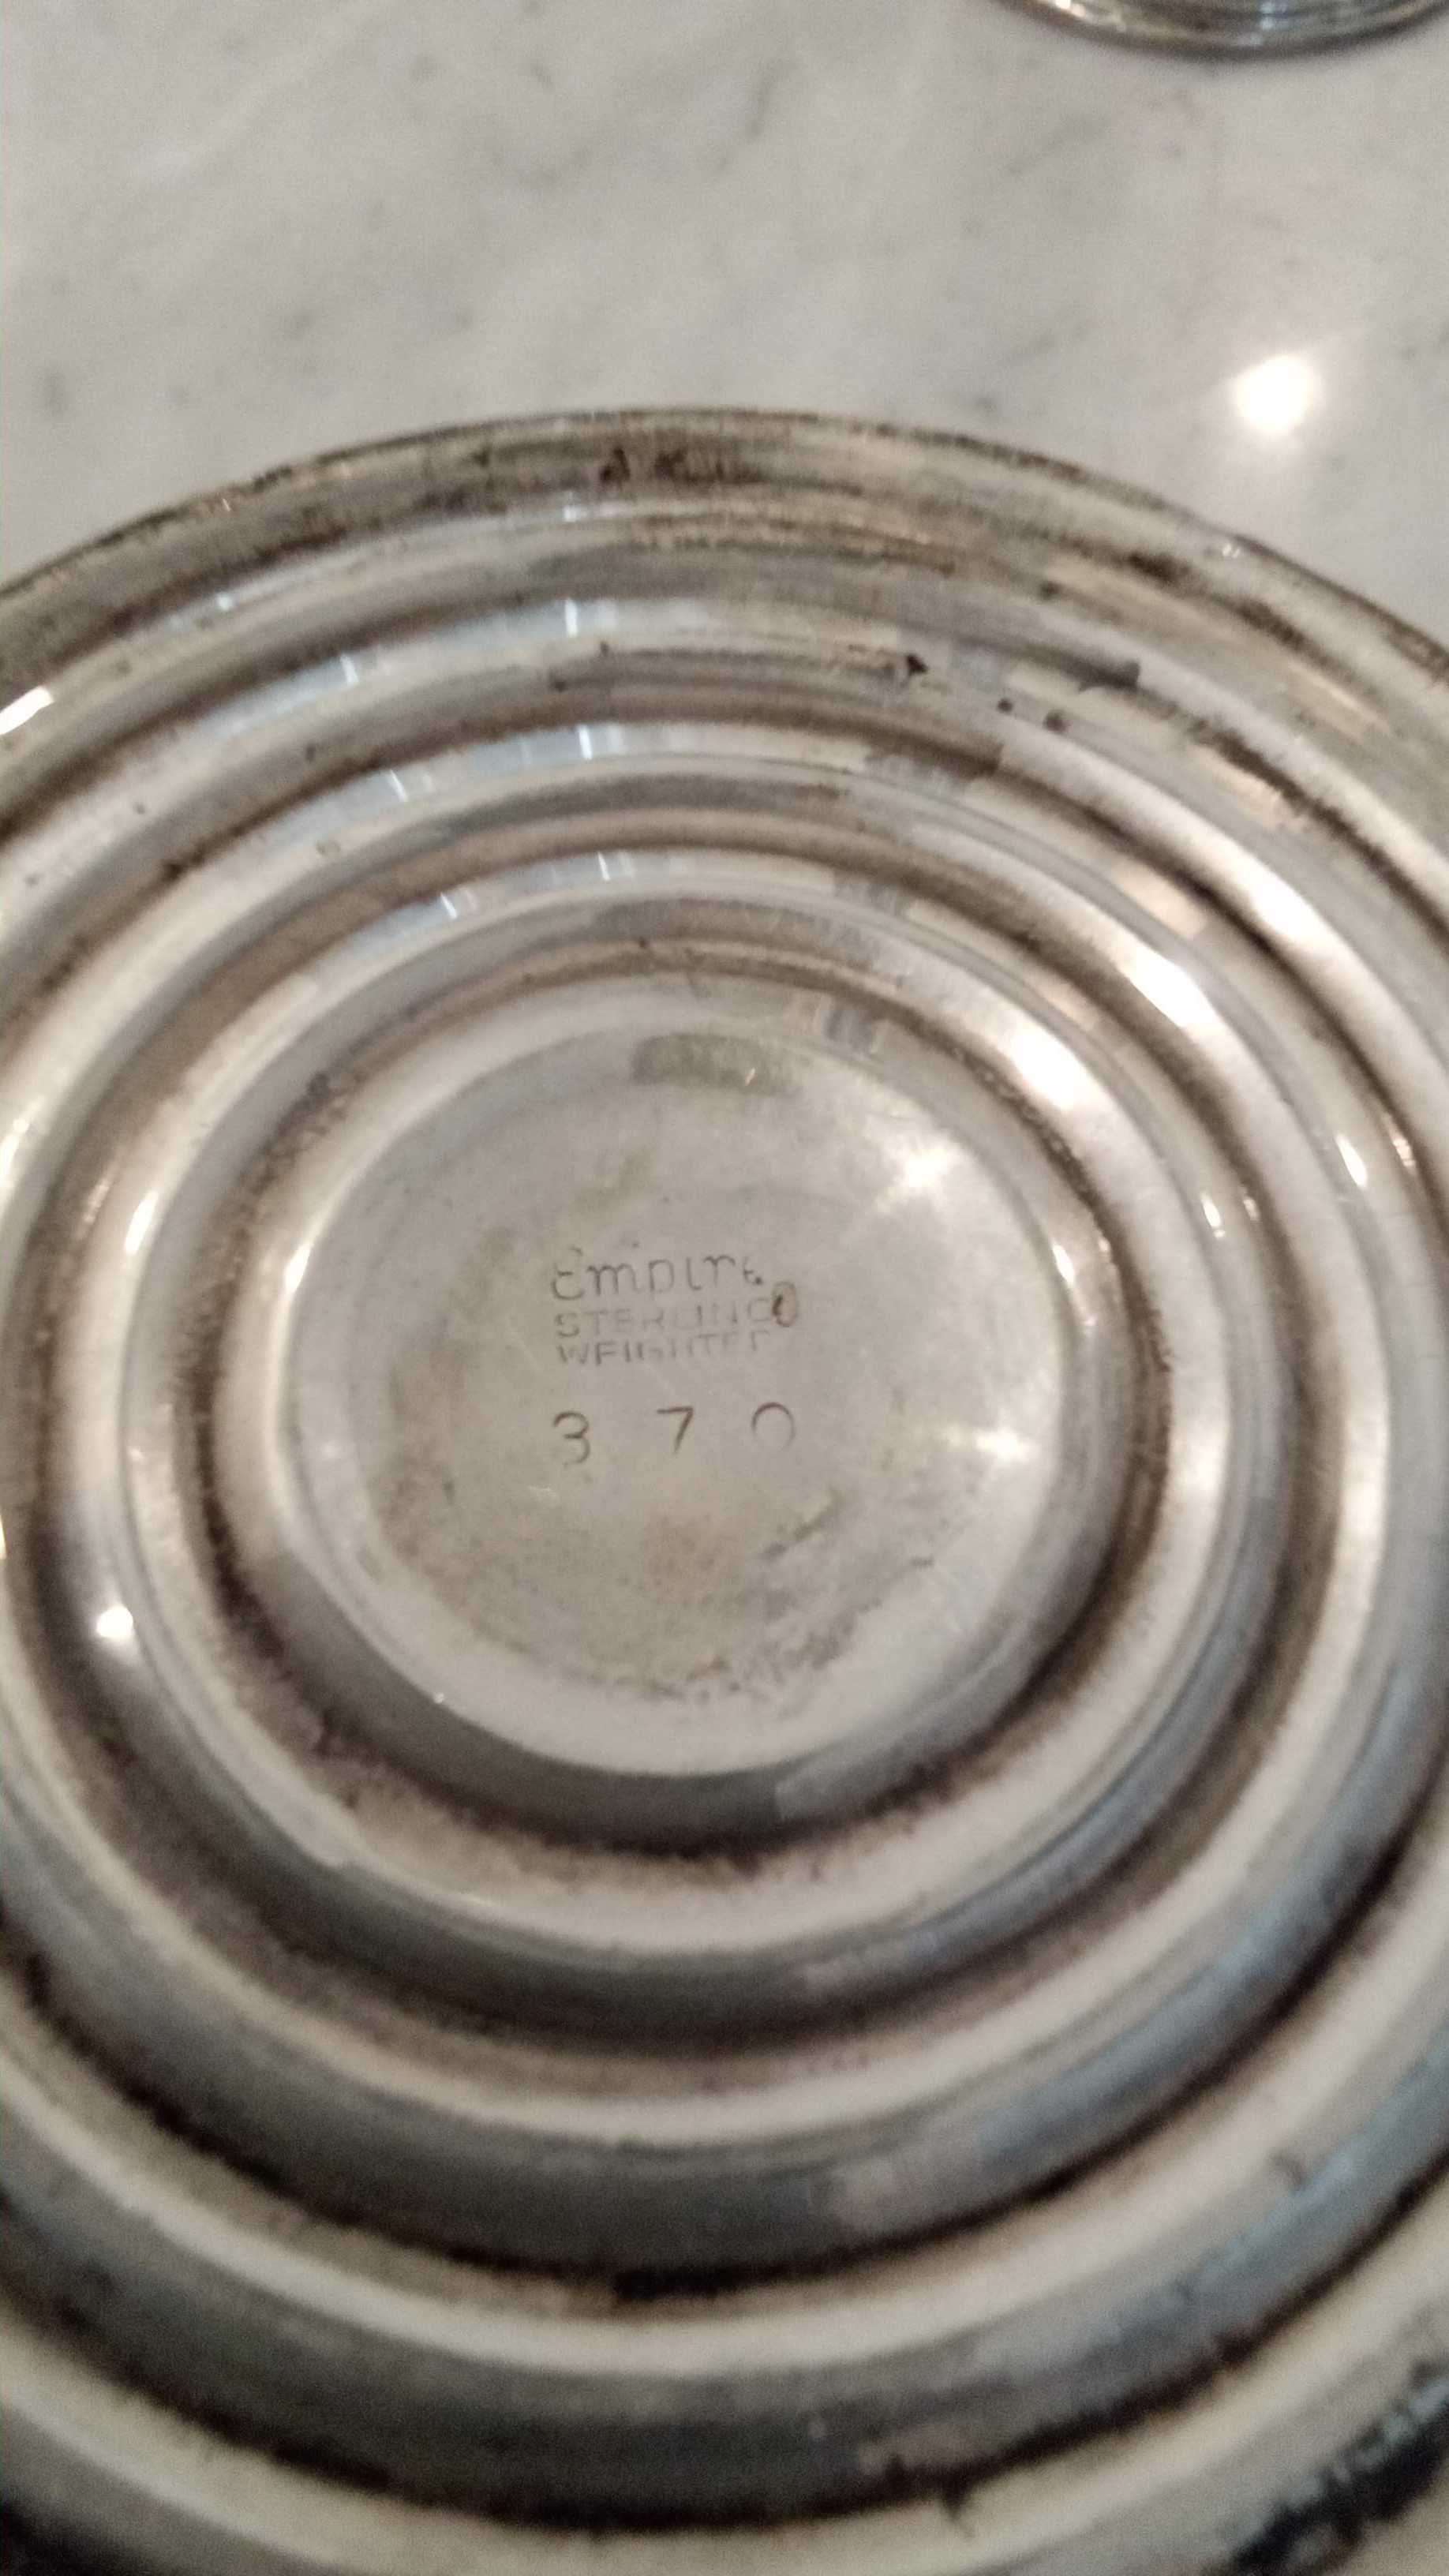 Empire
STERLING
WEIGHTED
370